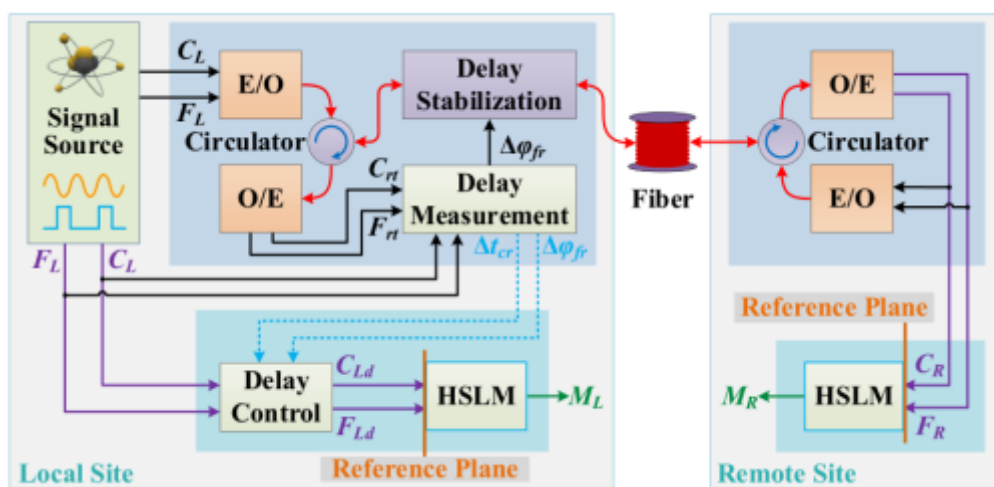 Signal
Source
C_L
F_L
E/O
Circulator
O/E
Delay
Stabilization
Δφ_fr
C_rt
F_rt
Delay
Measurement
Δt_cr
Δφ_fr
F_L
C_L
Delay
Control
C_Ld
F_Ld
HSLM
M_L
Reference Plane
Local Site
Fiber
O/E
Circulator
E/O
Reference Plane
C_R
F_R
HSLM
M_R
Remote Site